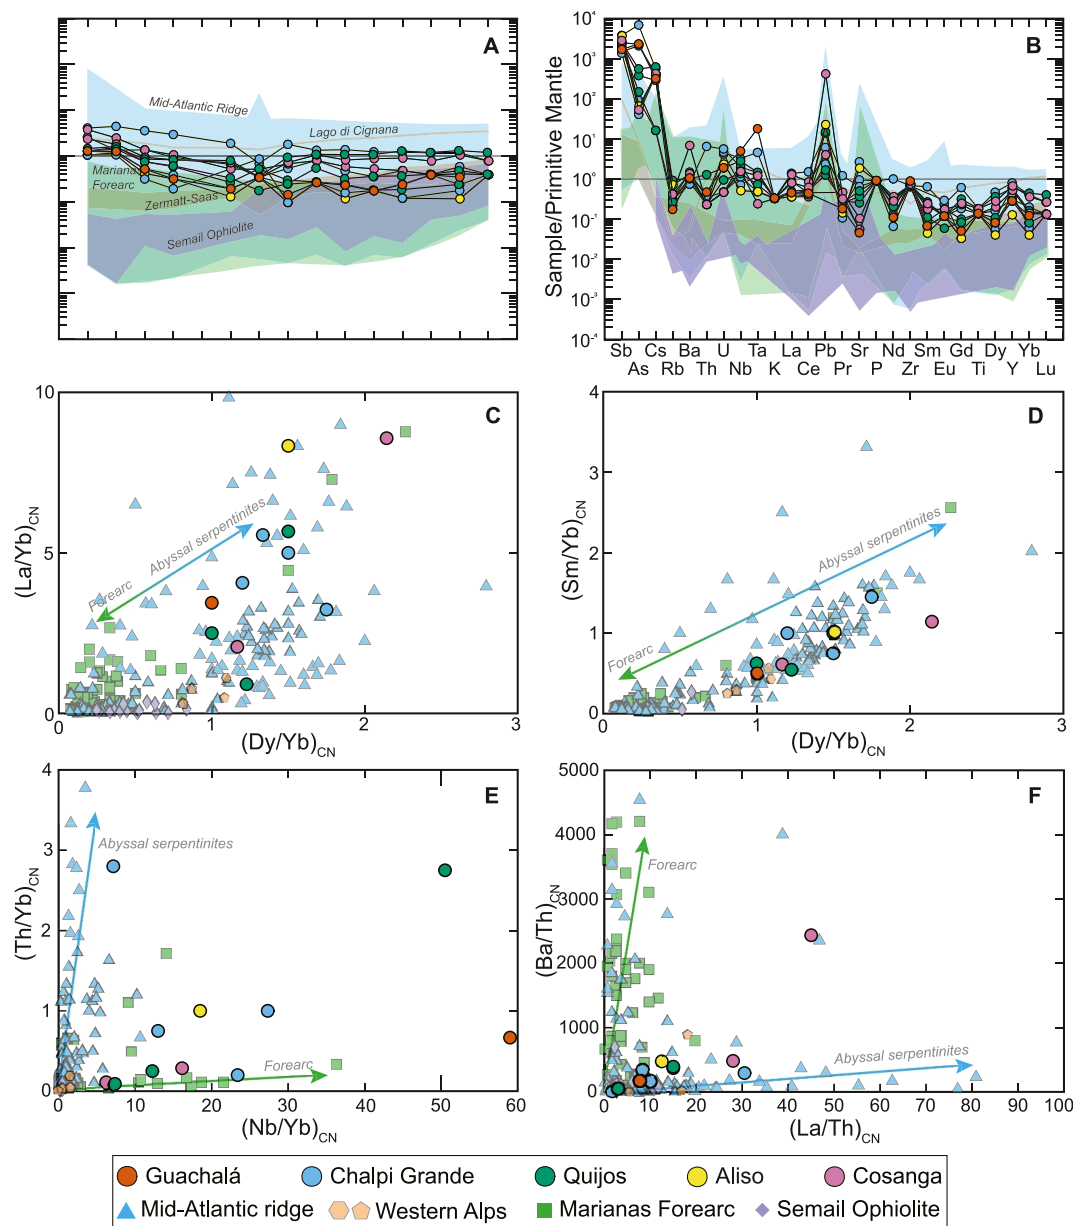 A
Mid-Atlantic Ridge
Lago di Cignana
Mariana
Forearc
Zermatt-Saas
Semail Ophiolite
B
Sample/Primitive Mantle
10⁴
10³
10²
10¹
10⁰
10⁻¹
10⁻²
10⁻³
10⁻⁴
Sb Cs Ba U Ta La Pb Sr Nd Sm Gd Dy Yb
As Rb Th Nb K Ce Pr P Zr Eu Ti Y Lu
C
(La/Yb)CN
10
5
0
Forearc
Abyssal serpentinites
0 1 2 3
(Dy/Yb)CN
D
(Sm/Yb)CN
4
3
2
1
0
Forearc
Abyssal serpentinites
0 1 2 3
(Dy/Yb)CN
E
(Th/Yb)CN
4
3
2
1
0
Abyssal serpentinites
Forearc
0 10 20 30 40 50 60
(Nb/Yb)CN
F
(Ba/Th)CN
5000
4000
3000
2000
1000
0
Forearc
Abyssal serpentinites
0 10 20 30 40 50 60 70 80 90 100
(La/Th)CN
Guachalá Chalpi Grande Quijos Aliso Cosanga
Mid-Atlantic ridge Western Alps Marianas Forearc Semail Ophiolite